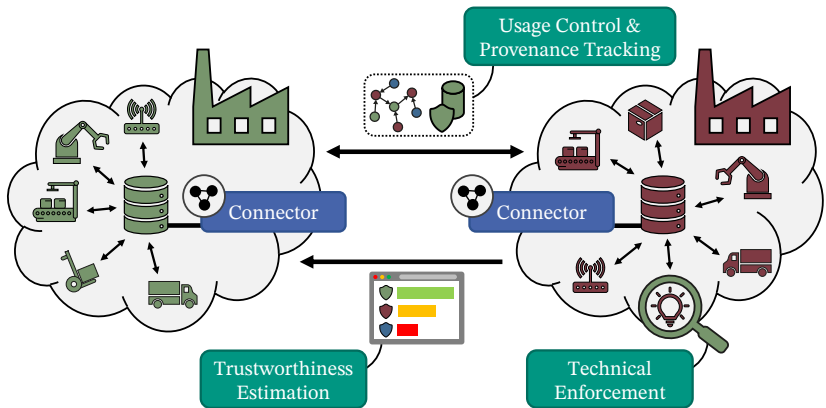 Usage Control &
Provenance Tracking
Connector
Connector
Trustworthiness
Estimation
Technical
Enforcement